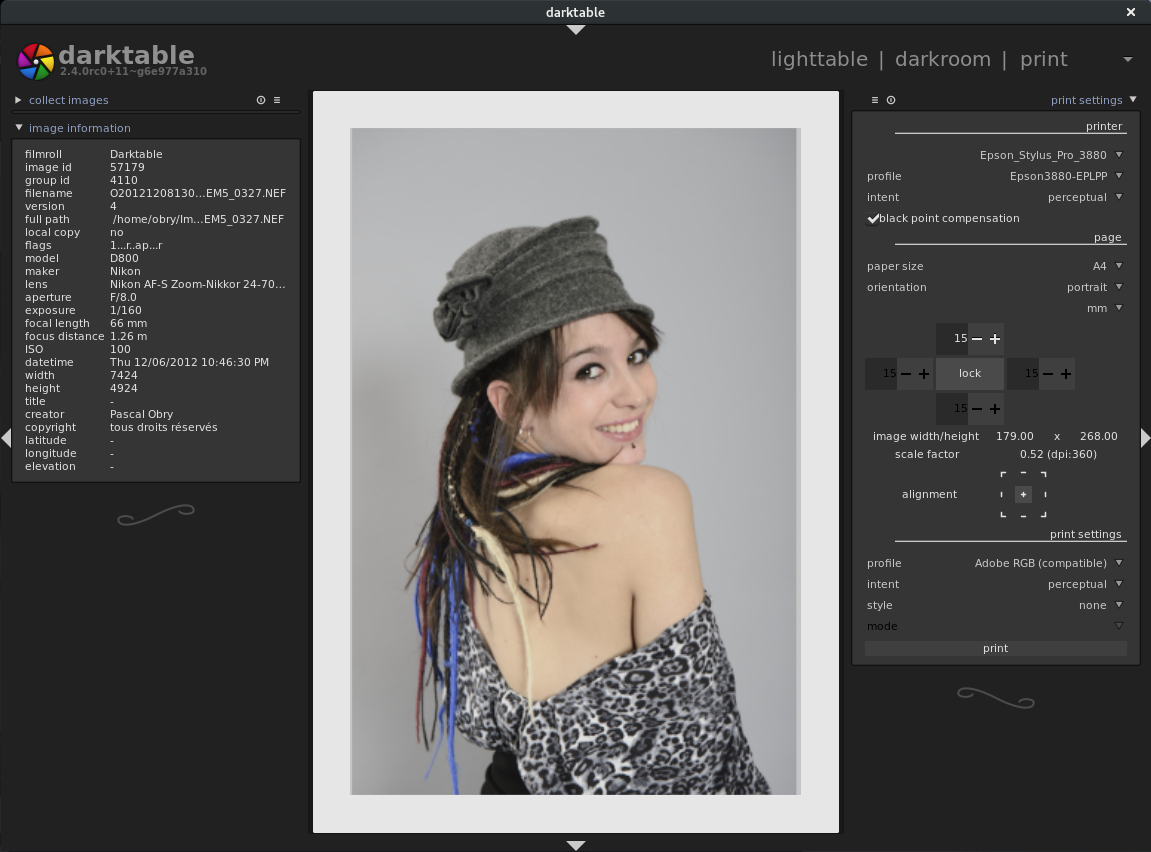 darktable
darktable
2.4.0rc0+11~g6e977a310
lighttable | darkroom | print
collect images
image information
filmroll Darktable
image id 57179
group id 4110
filename O20121208130...EM5_0327.NEF
version 4
full path /home/obry/Im...EM5_0327.NEF
local copy no
flags 1...r..ap...r
model D800
maker Nikon
lens Nikon AF-S Zoom-Nikkor 24-70...
aperture F/8.0
exposure 1/160
focal length 66 mm
focus distance 1.26 m
ISO 100
datetime Thu 12/06/2012 10:46:30 PM
width 7424
height 4924
title -
creator Pascal Obry
copyright tous droits réservés
latitude -
longitude -
elevation -
print settings
printer
Epson_Stylus_Pro_3880
profile Epson3880-EPLPP
intent perceptual
black point compensation
page
paper size A4
orientation portrait
mm
15 − +
15 − + lock 15 − +
15 − +
image width/height 179.00 x 268.00
scale factor 0.52 (dpi:360)
alignment
print settings
profile Adobe RGB (compatible)
intent perceptual
style none
mode
print